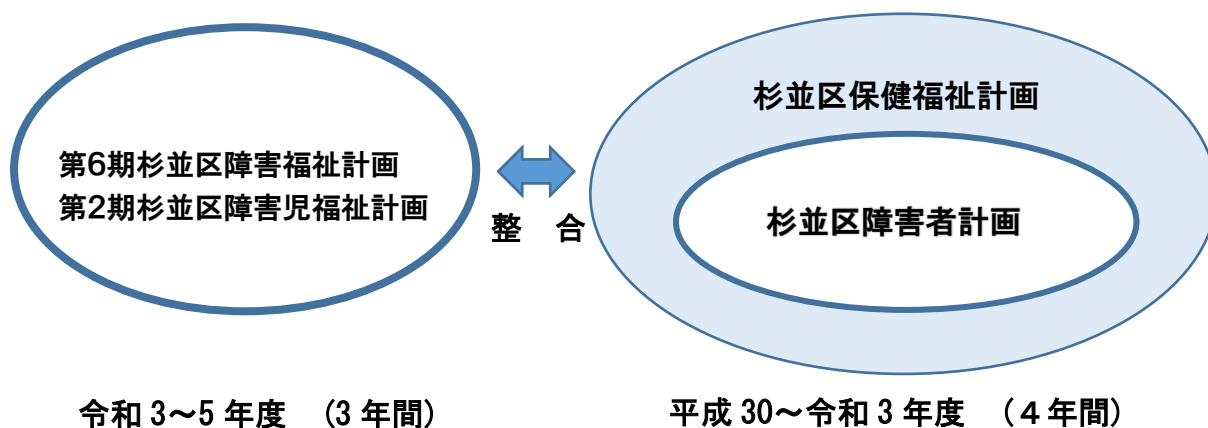 第6期杉並区障害福祉計画
第2期杉並区障害児福祉計画
整　合
杉並区保健福祉計画
杉並区障害者計画
令和 3～5 年度　(3 年間)
平成 30～令和 3 年度　（４年間）